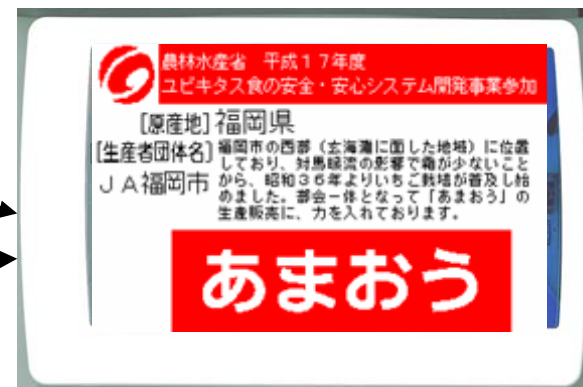 農林水産省 平成17年度
ユビキタス食の安全・安心システム開発事業参加
[原産地]福岡県
[生産者団体名]
JA福岡市
福岡市の西部（玄海灘に面した地域）に位置
しており、対馬暖流の影響で霜が少ないこと
から、昭和36年よりいちご栽培が普及し始
めました。部会一体となって「あまおう」の
生産販売に、力を入れております。
あまおう